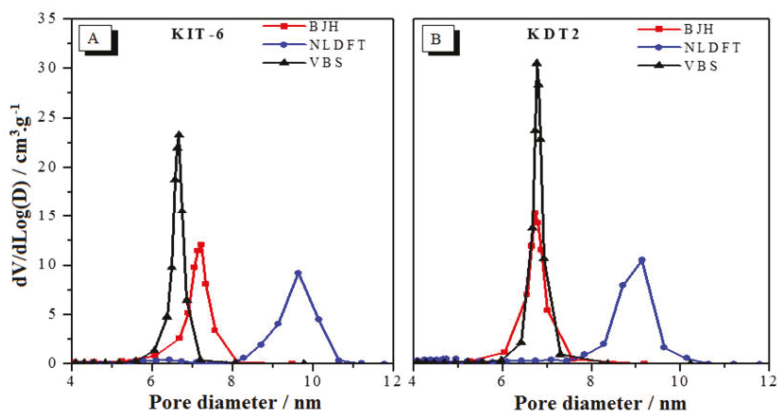 A
KIT-6
BJH
NLDFT
VBS
B
KDT2
BJH
NLDFT
VBS
dV/dLog(D) / cm³·g⁻¹
35
30
25
20
15
10
5
0
4 6 8 10 12
4 6 8 10 12
Pore diameter / nm
Pore diameter / nm